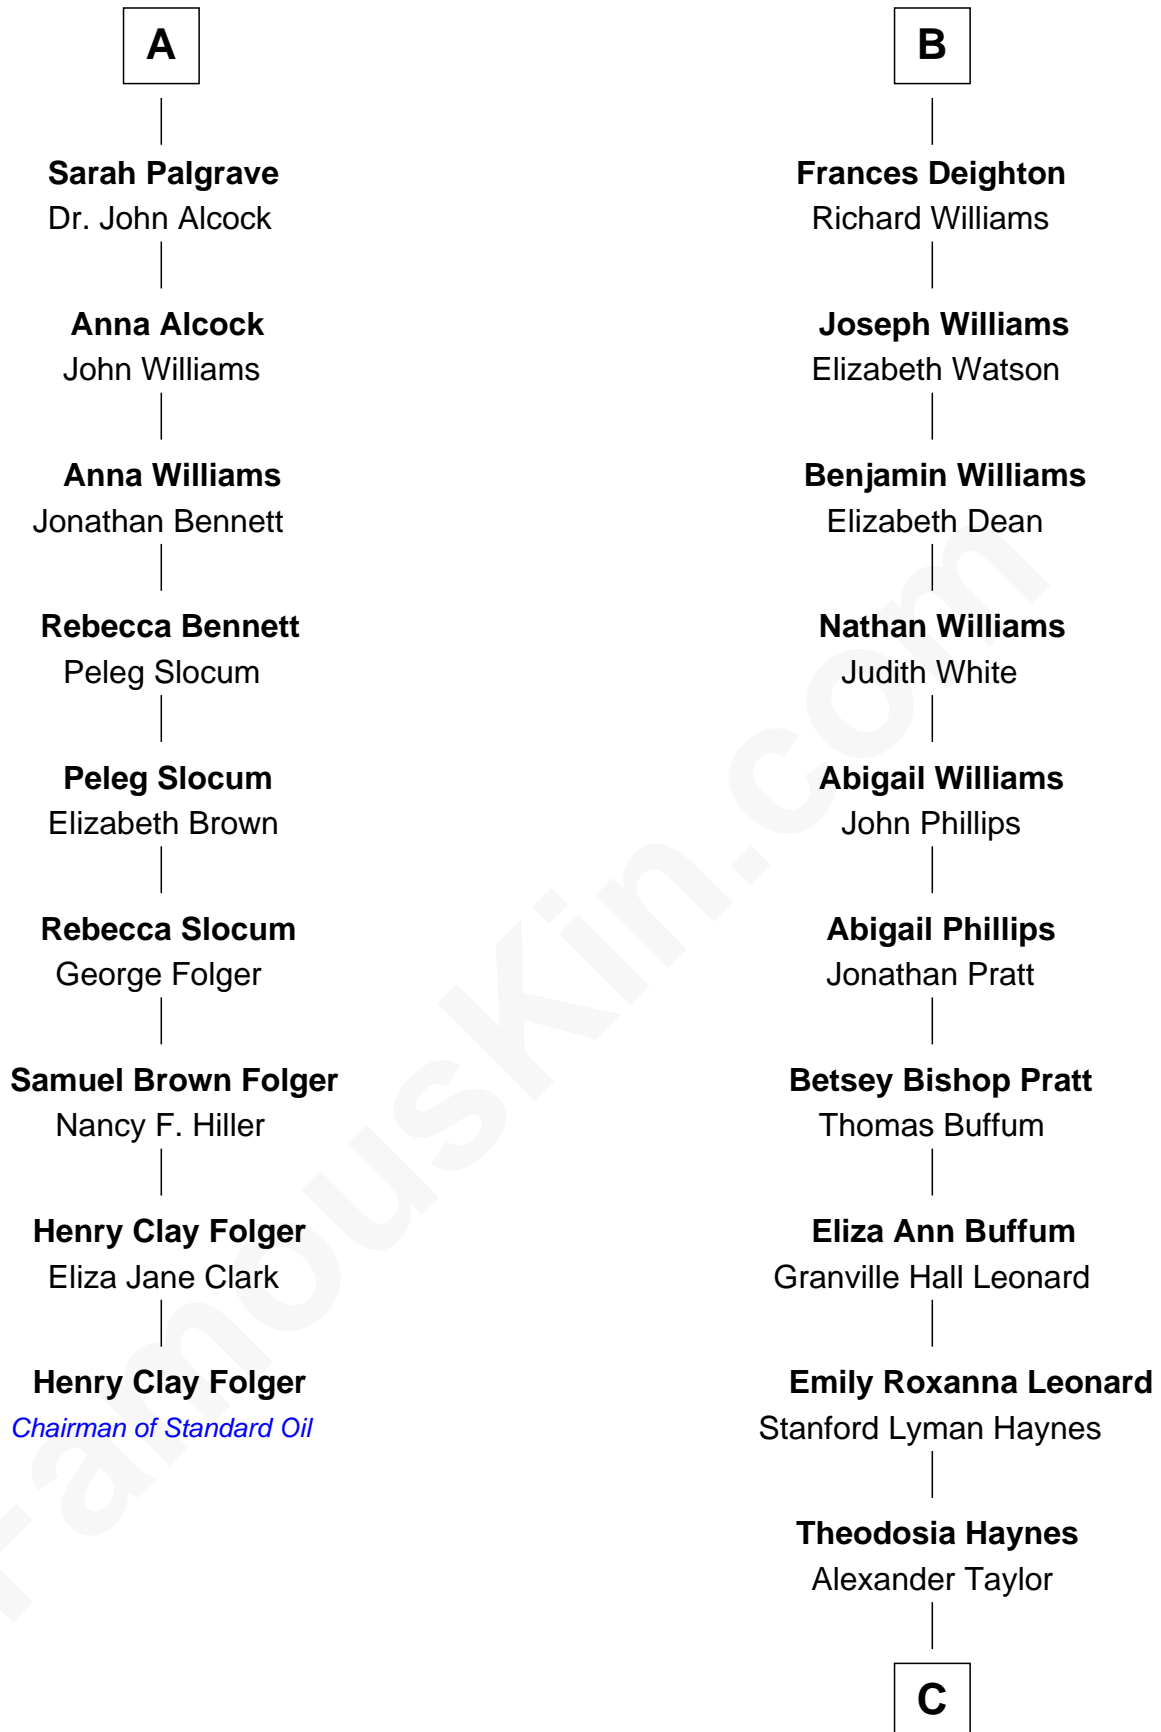 A
Sarah Palgrave
Dr. John Alcock
Anna Alcock
John Williams
Anna Williams
Jonathan Bennett
Rebecca Bennett
Peleg Slocum
Peleg Slocum
Elizabeth Brown
Rebecca Slocum
George Folger
Samuel Brown Folger
Nancy F. Hiller
Henry Clay Folger
Eliza Jane Clark
Henry Clay Folger
Chairman of Standard Oil
B
Frances Deighton
Richard Williams
Joseph Williams
Elizabeth Watson
Benjamin Williams
Elizabeth Dean
Nathan Williams
Judith White
Abigail Williams
John Phillips
Abigail Phillips
Jonathan Pratt
Betsey Bishop Pratt
Thomas Buffum
Eliza Ann Buffum
Granville Hall Leonard
Emily Roxanna Leonard
Stanford Lyman Haynes
Theodosia Haynes
Alexander Taylor
C
FamousKin.com